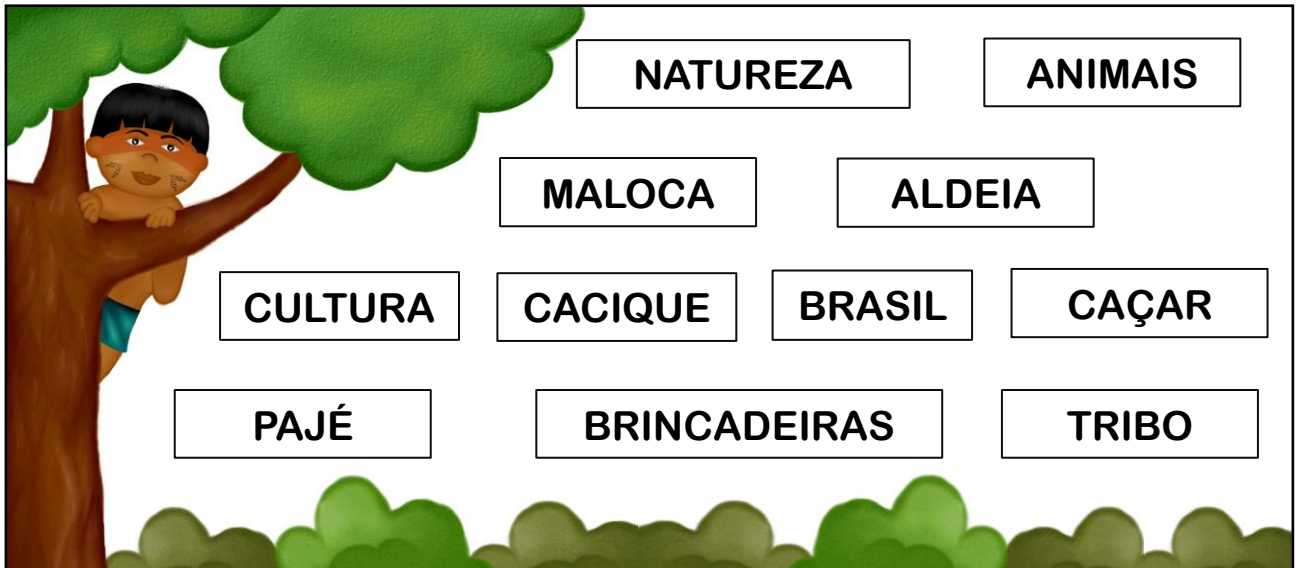 NATUREZA ANIMAIS
MALOCA ALDEIA
CULTURA CACIQUE BRASIL CAÇAR
PAJÉ BRINCADEIRAS TRIBO